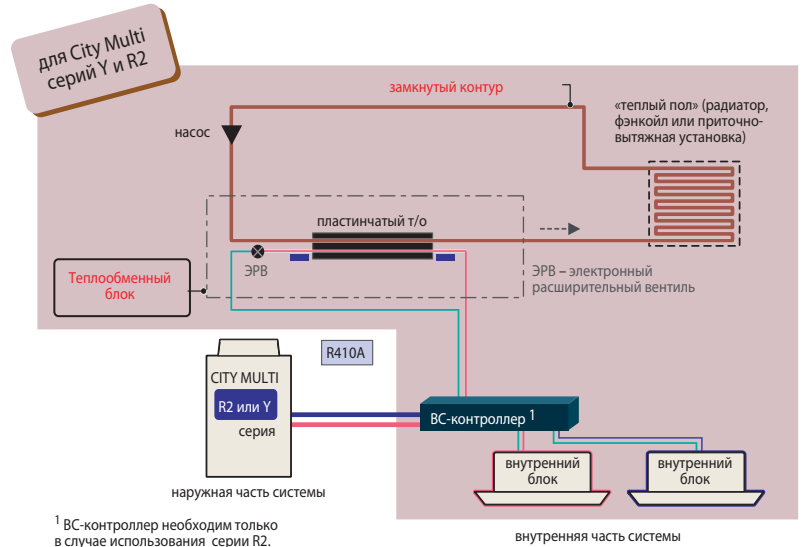 для City Multi
серий Y и R2
замкнутый контур
«теплый пол» (радиатор,
фэнкойл или приточно-
вытяжная установка)
насос
пластинчатый т/о
ЭРВ
ЭРВ – электронный
расширительный вентиль
Теплообменный
блок
R410A
CITY MULTI
R2 или Y
серия
BC-контроллер 1
внутренний
блок
внутренний
блок
наружная часть системы
1 BC-контроллер необходим только
в случае использования серии R2.
внутренняя часть системы